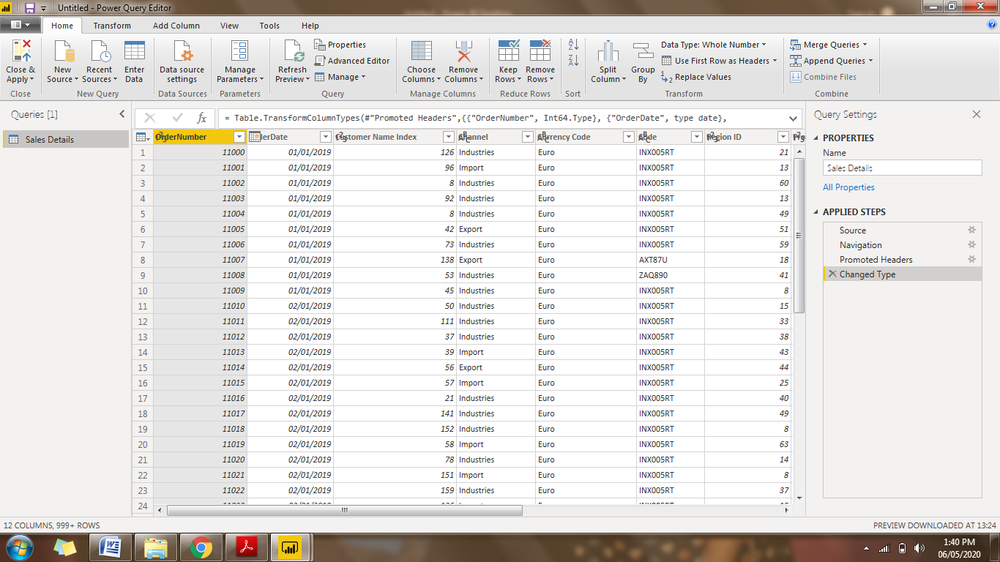 Untitled - Power Query Editor
Home Transform Add Column View Tools Help
Close & Apply
New Source
Recent Sources
Enter Data
Data source settings
Manage Parameters
Refresh Preview
Properties
Advanced Editor
Manage
Choose Columns
Remove Columns
Keep Rows
Remove Rows
Split Column
Group By
Data Type: Whole Number
Use First Row as Headers
Replace Values
Merge Queries
Append Queries
Combine Files
Close New Query Data Sources Parameters Query Manage Columns Reduce Rows Sort Transform Combine
Queries [1]
Sales Details
fx
= Table.TransformColumnTypes(#"Promoted Headers",{{"OrderNumber", Int64.Type}, {"OrderDate", type date},
OrderNumber Customer Name Index Channel Currency Code Code Region ID
1 11000 01/01/2019 126 Industries Euro INX005RT 21
2 11001 01/01/2019 96 Import Euro INX005RT 13
3 11002 01/01/2019 8 Industries Euro INX005RT 60
4 11003 01/01/2019 92 Industries Euro INX005RT 13
5 11004 01/01/2019 8 Industries Euro INX005RT 49
6 11005 01/01/2019 42 Export Euro INX005RT 51
7 11006 01/01/2019 73 Industries Euro INX005RT 59
8 11007 01/01/2019 138 Export Euro AXT87U 18
9 11008 01/01/2019 53 Industries Euro ZAQ890 41
10 11009 01/01/2019 45 Industries Euro INX005RT 8
11 11010 02/01/2019 50 Industries Euro INX005RT 15
12 11011 02/01/2019 111 Industries Euro INX005RT 33
13 11012 02/01/2019 37 Industries Euro INX005RT 38
14 11013 02/01/2019 39 Import Euro INX005RT 43
15 11014 02/01/2019 56 Export Euro INX005RT 44
16 11015 02/01/2019 57 Import Euro INX005RT 25
17 11016 02/01/2019 21 Industries Euro INX005RT 40
18 11017 02/01/2019 141 Industries Euro INX005RT 49
19 11018 02/01/2019 152 Industries Euro INX005RT 8
20 11019 02/01/2019 58 Import Euro INX005RT 63
21 11020 02/01/2019 78 Industries Euro INX005RT 14
22 11021 02/01/2019 151 Import Euro INX005RT 8
23 11022 02/01/2019 159 Industries Euro INX005RT 37
24
Query Settings
PROPERTIES
Name
Sales Details
All Properties
APPLIED STEPS
Source
Navigation
Promoted Headers
Changed Type
12 COLUMNS, 999+ ROWS
PREVIEW DOWNLOADED AT 13:24
1:40 PM
06/05/2020